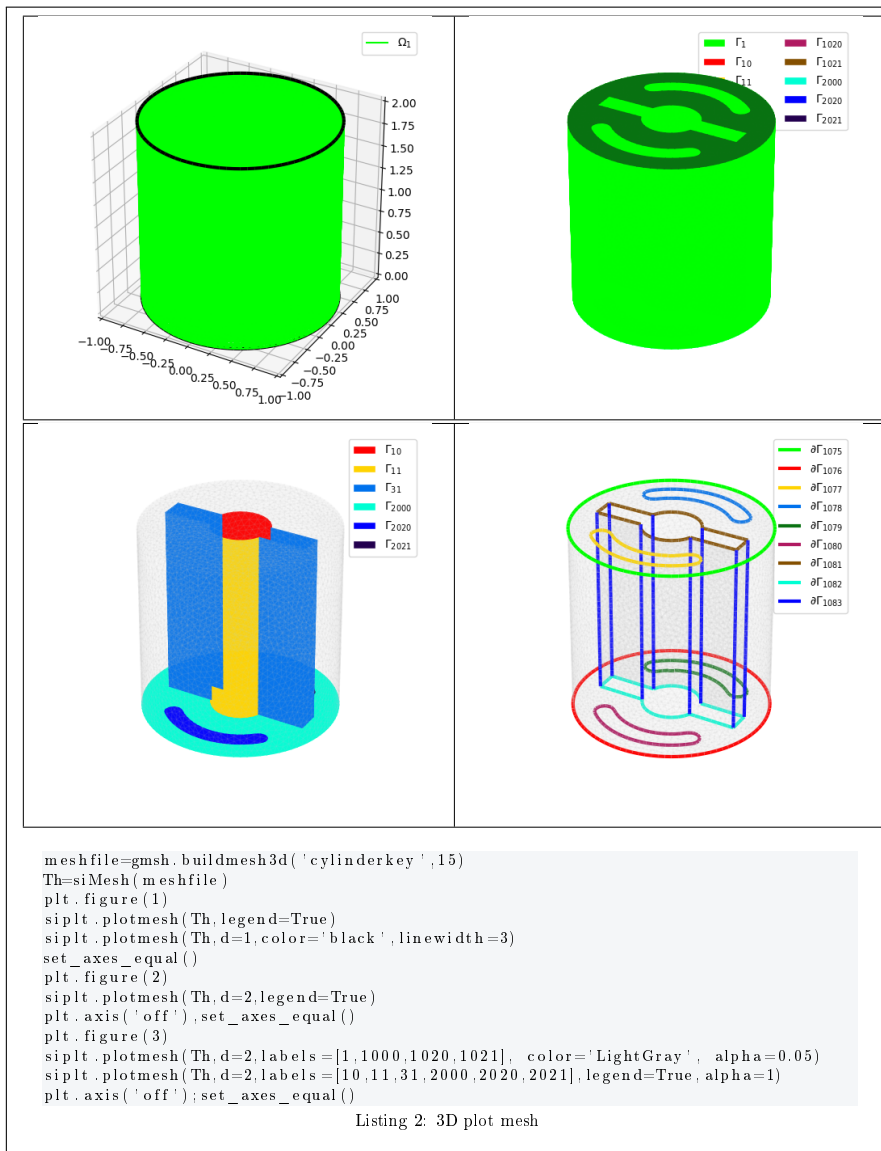 Ω1
2.00
1.75
1.50
1.25
1.00
0.75
0.50
0.25
0.00
1.00
0.75
0.50
0.25
0.00
−0.25
−0.50
−0.75
−1.00
−1.00
−0.75
−0.50
−0.25
0.00
0.25
0.50
0.75
1.00
Γ1 Γ1020
Γ10 Γ1021
Γ11 Γ2000
Γ2020
Γ2021
Γ10
Γ11
Γ31
Γ2000
Γ2020
Γ2021
∂Γ1075
∂Γ1076
∂Γ1077
∂Γ1078
∂Γ1079
∂Γ1080
∂Γ1081
∂Γ1082
∂Γ1083
meshfile=gmsh.buildmesh3d('cylinderkey',15)
Th=siMesh(meshfile)
plt.figure(1)
siplt.plotmesh(Th,legend=True)
siplt.plotmesh(Th,d=1,color='black',linewidth=3)
set_axes_equal()
plt.figure(2)
siplt.plotmesh(Th,d=2,legend=True)
plt.axis('off'),set_axes_equal()
plt.figure(3)
siplt.plotmesh(Th,d=2,labels=[1,1000,1020,1021], color='LightGray', alpha=0.05)
siplt.plotmesh(Th,d=2,labels=[10,11,31,2000,2020,2021],legend=True,alpha=1)
plt.axis('off');set_axes_equal()
Listing 2: 3D plot mesh